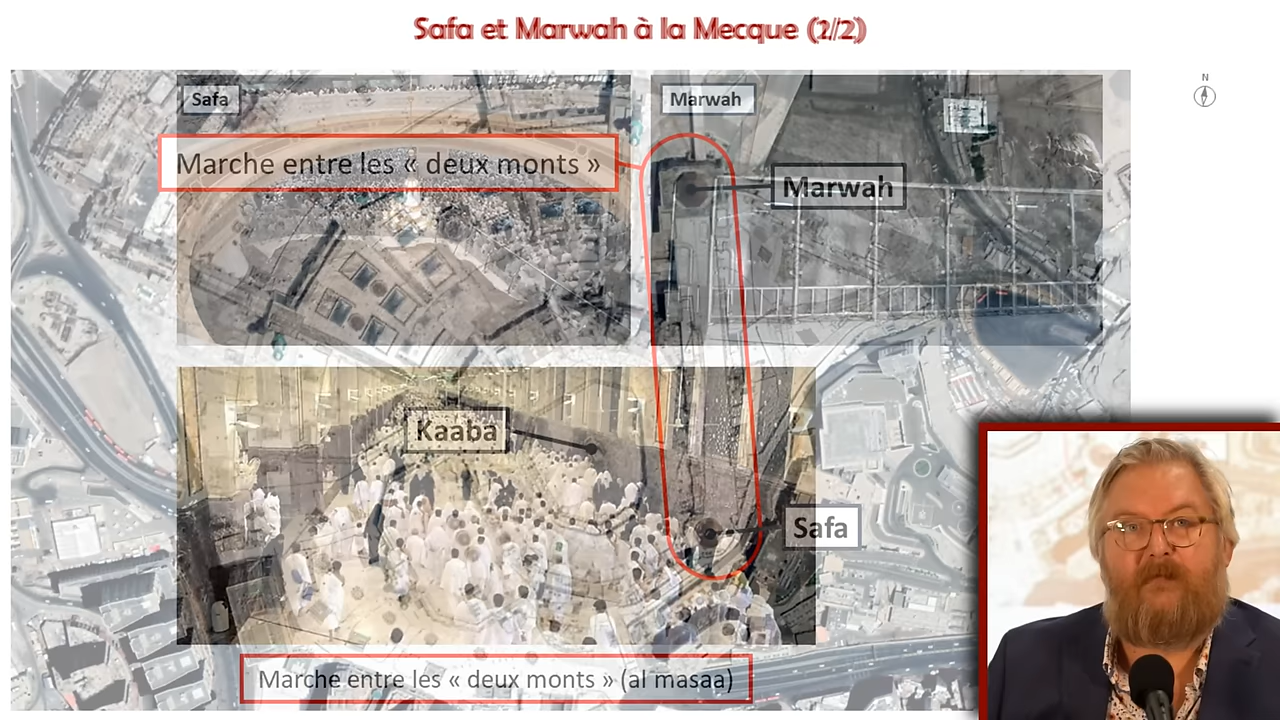 Safa et Marwah à la Mecque (2/2)
N
Safa
Marwah
Marche entre les « deux monts »
Marwah
Kaaba
Safa
Marche entre les « deux monts » (al masaa)